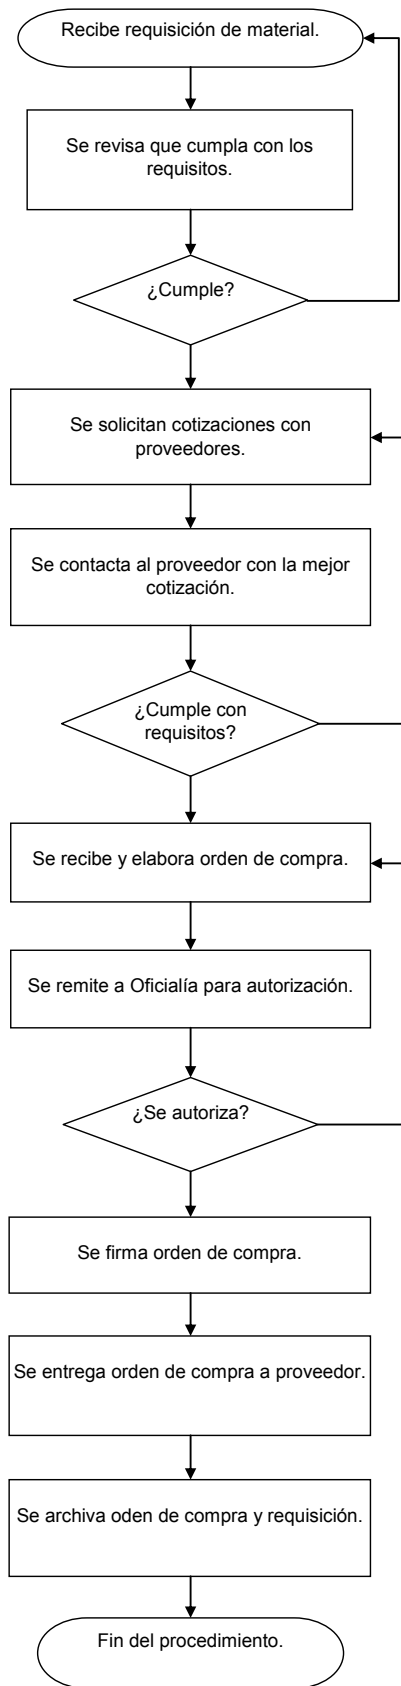 Recibe requisición de material.
Se revisa que cumpla con los
requisitos.
¿Cumple?
Se solicitan cotizaciones con
proveedores.
Se contacta al proveedor con la mejor
cotización.
¿Cumple con
requisitos?
Se recibe y elabora orden de compra.
Se remite a Oficialía para autorización.
¿Se autoriza?
Se firma orden de compra.
Se entrega orden de compra a proveedor.
Se archiva oden de compra y requisición.
Fin del procedimiento.